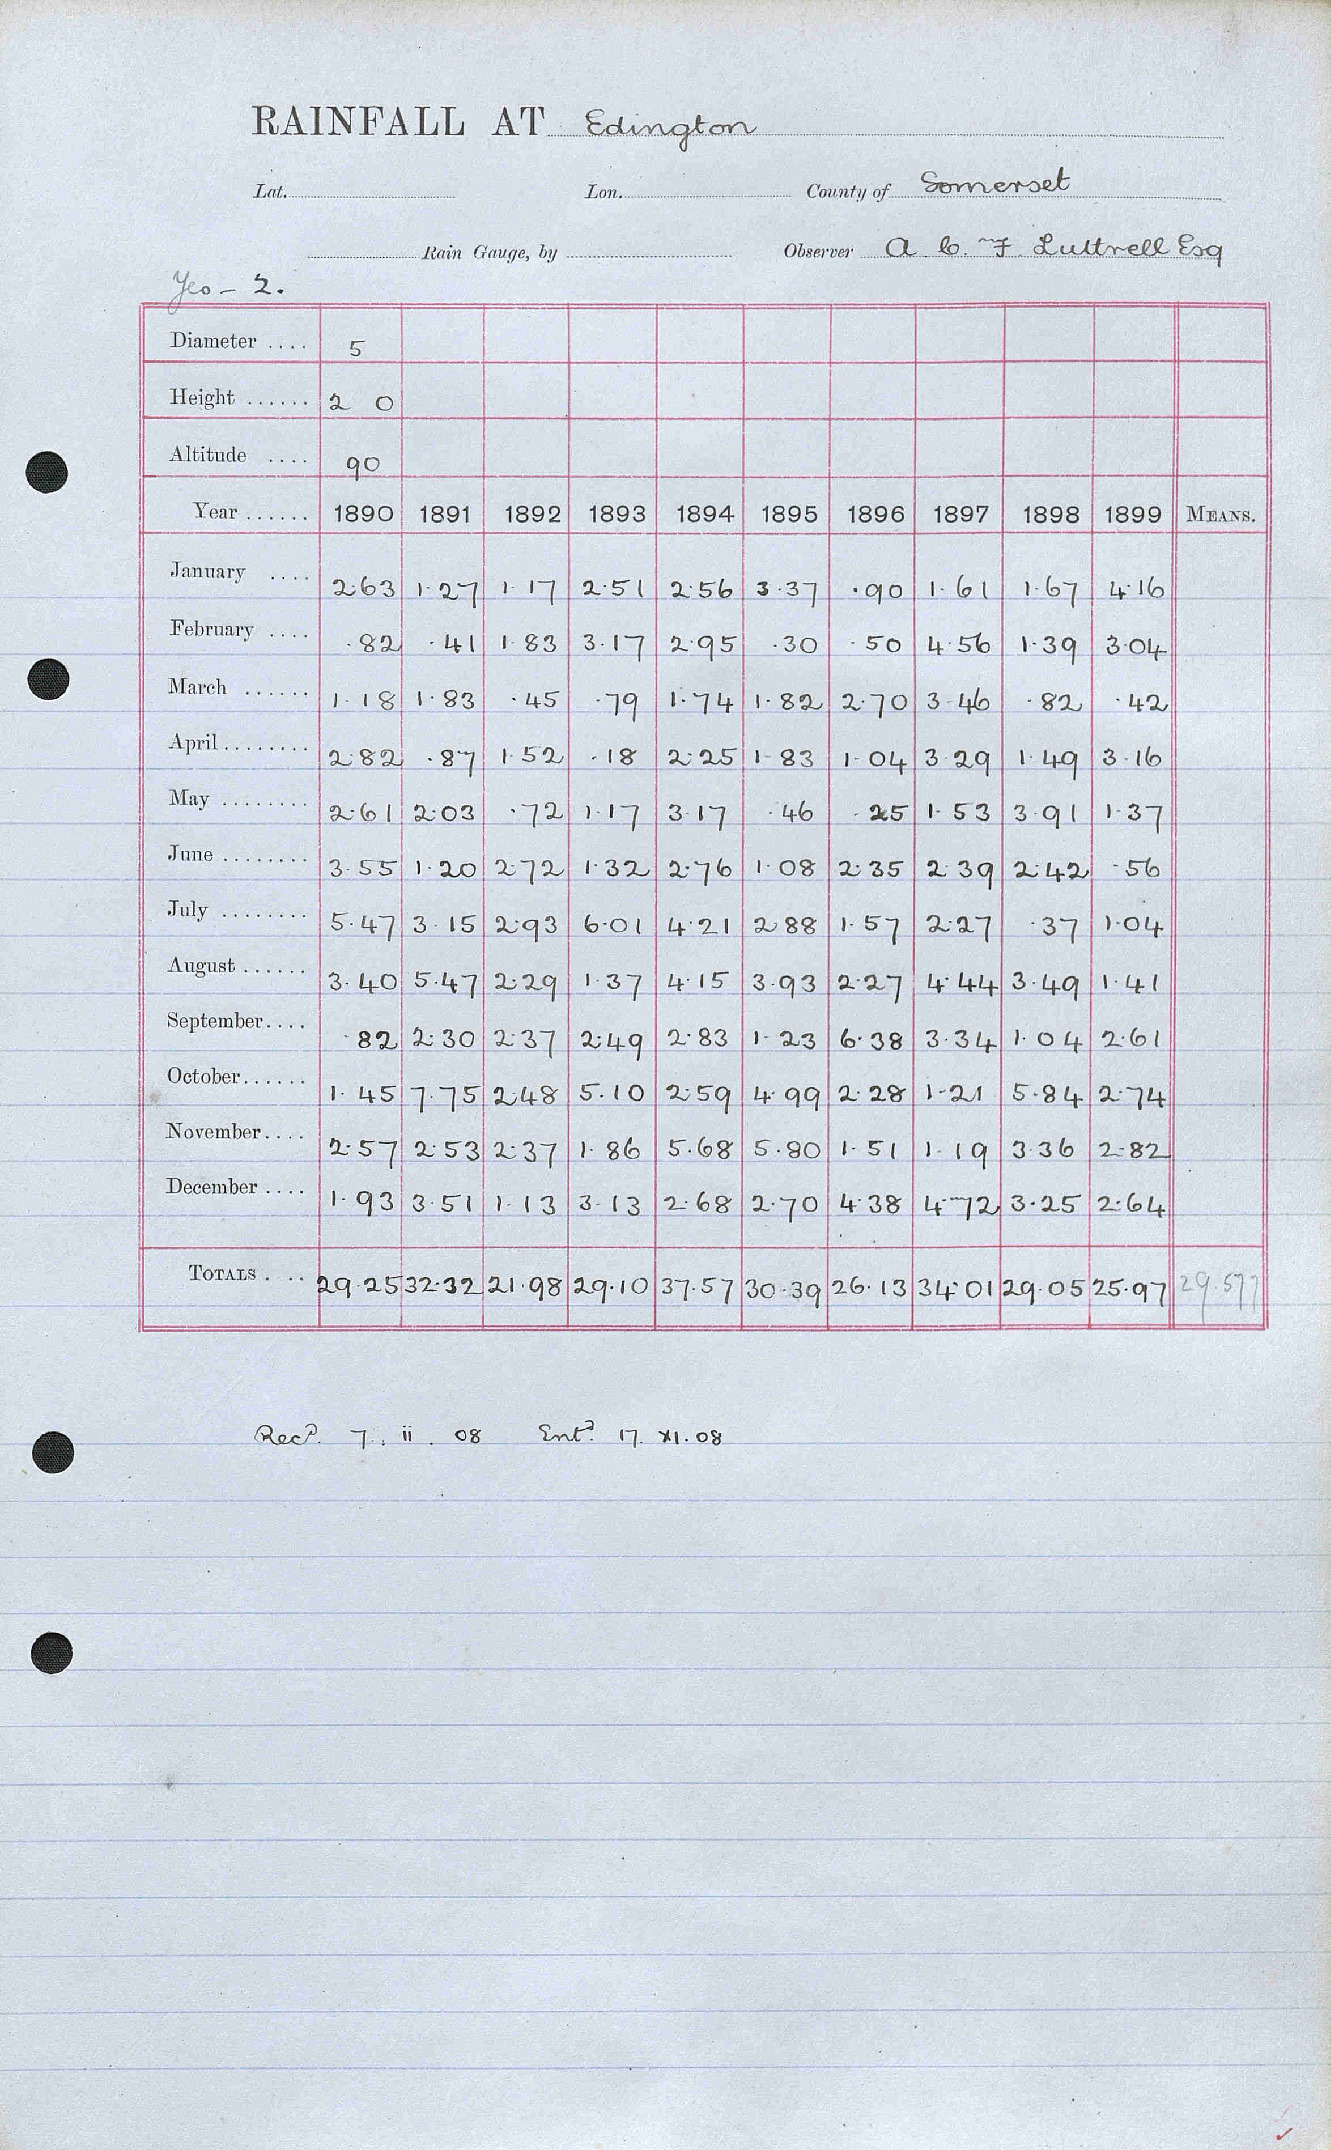 RAINFALL AT Edington
Lat. Lon. County of Somerset
Rain Gauge, by Observer A C F Luttrell Esq
Yeo - 2.
Diameter .... 5
Height ...... 2 0
Altitude .... 90
Year ...... 1890 1891 1892 1893 1894 1895 1896 1897 1898 1899 MEANS.
January .... 2.63 1.27 1.17 2.51 2.56 3.37 .90 1.61 1.67 4.16
February .... .82 .41 1.83 3.17 2.95 .30 .50 4.56 1.39 3.04
March ...... 1.18 1.83 .45 .79 1.74 1.82 2.70 3.46 .82 .42
April ........ 2.82 .87 1.52 .18 2.25 1.83 1.04 3.29 1.49 3.16
May ........ 2.61 2.03 .72 1.17 3.17 .46 .25 1.53 3.91 1.37
June ........ 3.55 1.20 2.72 1.32 2.76 1.08 2.35 2.39 2.42 .56
July ........ 5.47 3.15 2.93 6.01 4.21 2.88 1.57 2.27 .37 1.04
August ...... 3.40 5.47 2.29 1.37 4.15 3.93 2.27 4.44 3.49 1.41
September .... .82 2.30 2.37 2.49 2.83 1.23 6.38 3.34 1.04 2.61
October ...... 1.45 7.75 2.48 5.10 2.59 4.99 2.28 1.21 5.84 2.74
November .... 2.57 2.53 2.37 1.86 5.68 5.80 1.51 1.19 3.36 2.82
December .... 1.93 3.51 1.13 3.13 2.68 2.70 4.38 4.72 3.25 2.64
TOTALS .... 29.25 32.32 21.98 29.10 37.57 30.39 26.13 34.01 29.05 25.97 29.577
Recd. 7. ii. 08 Entd. 17. XI. 08